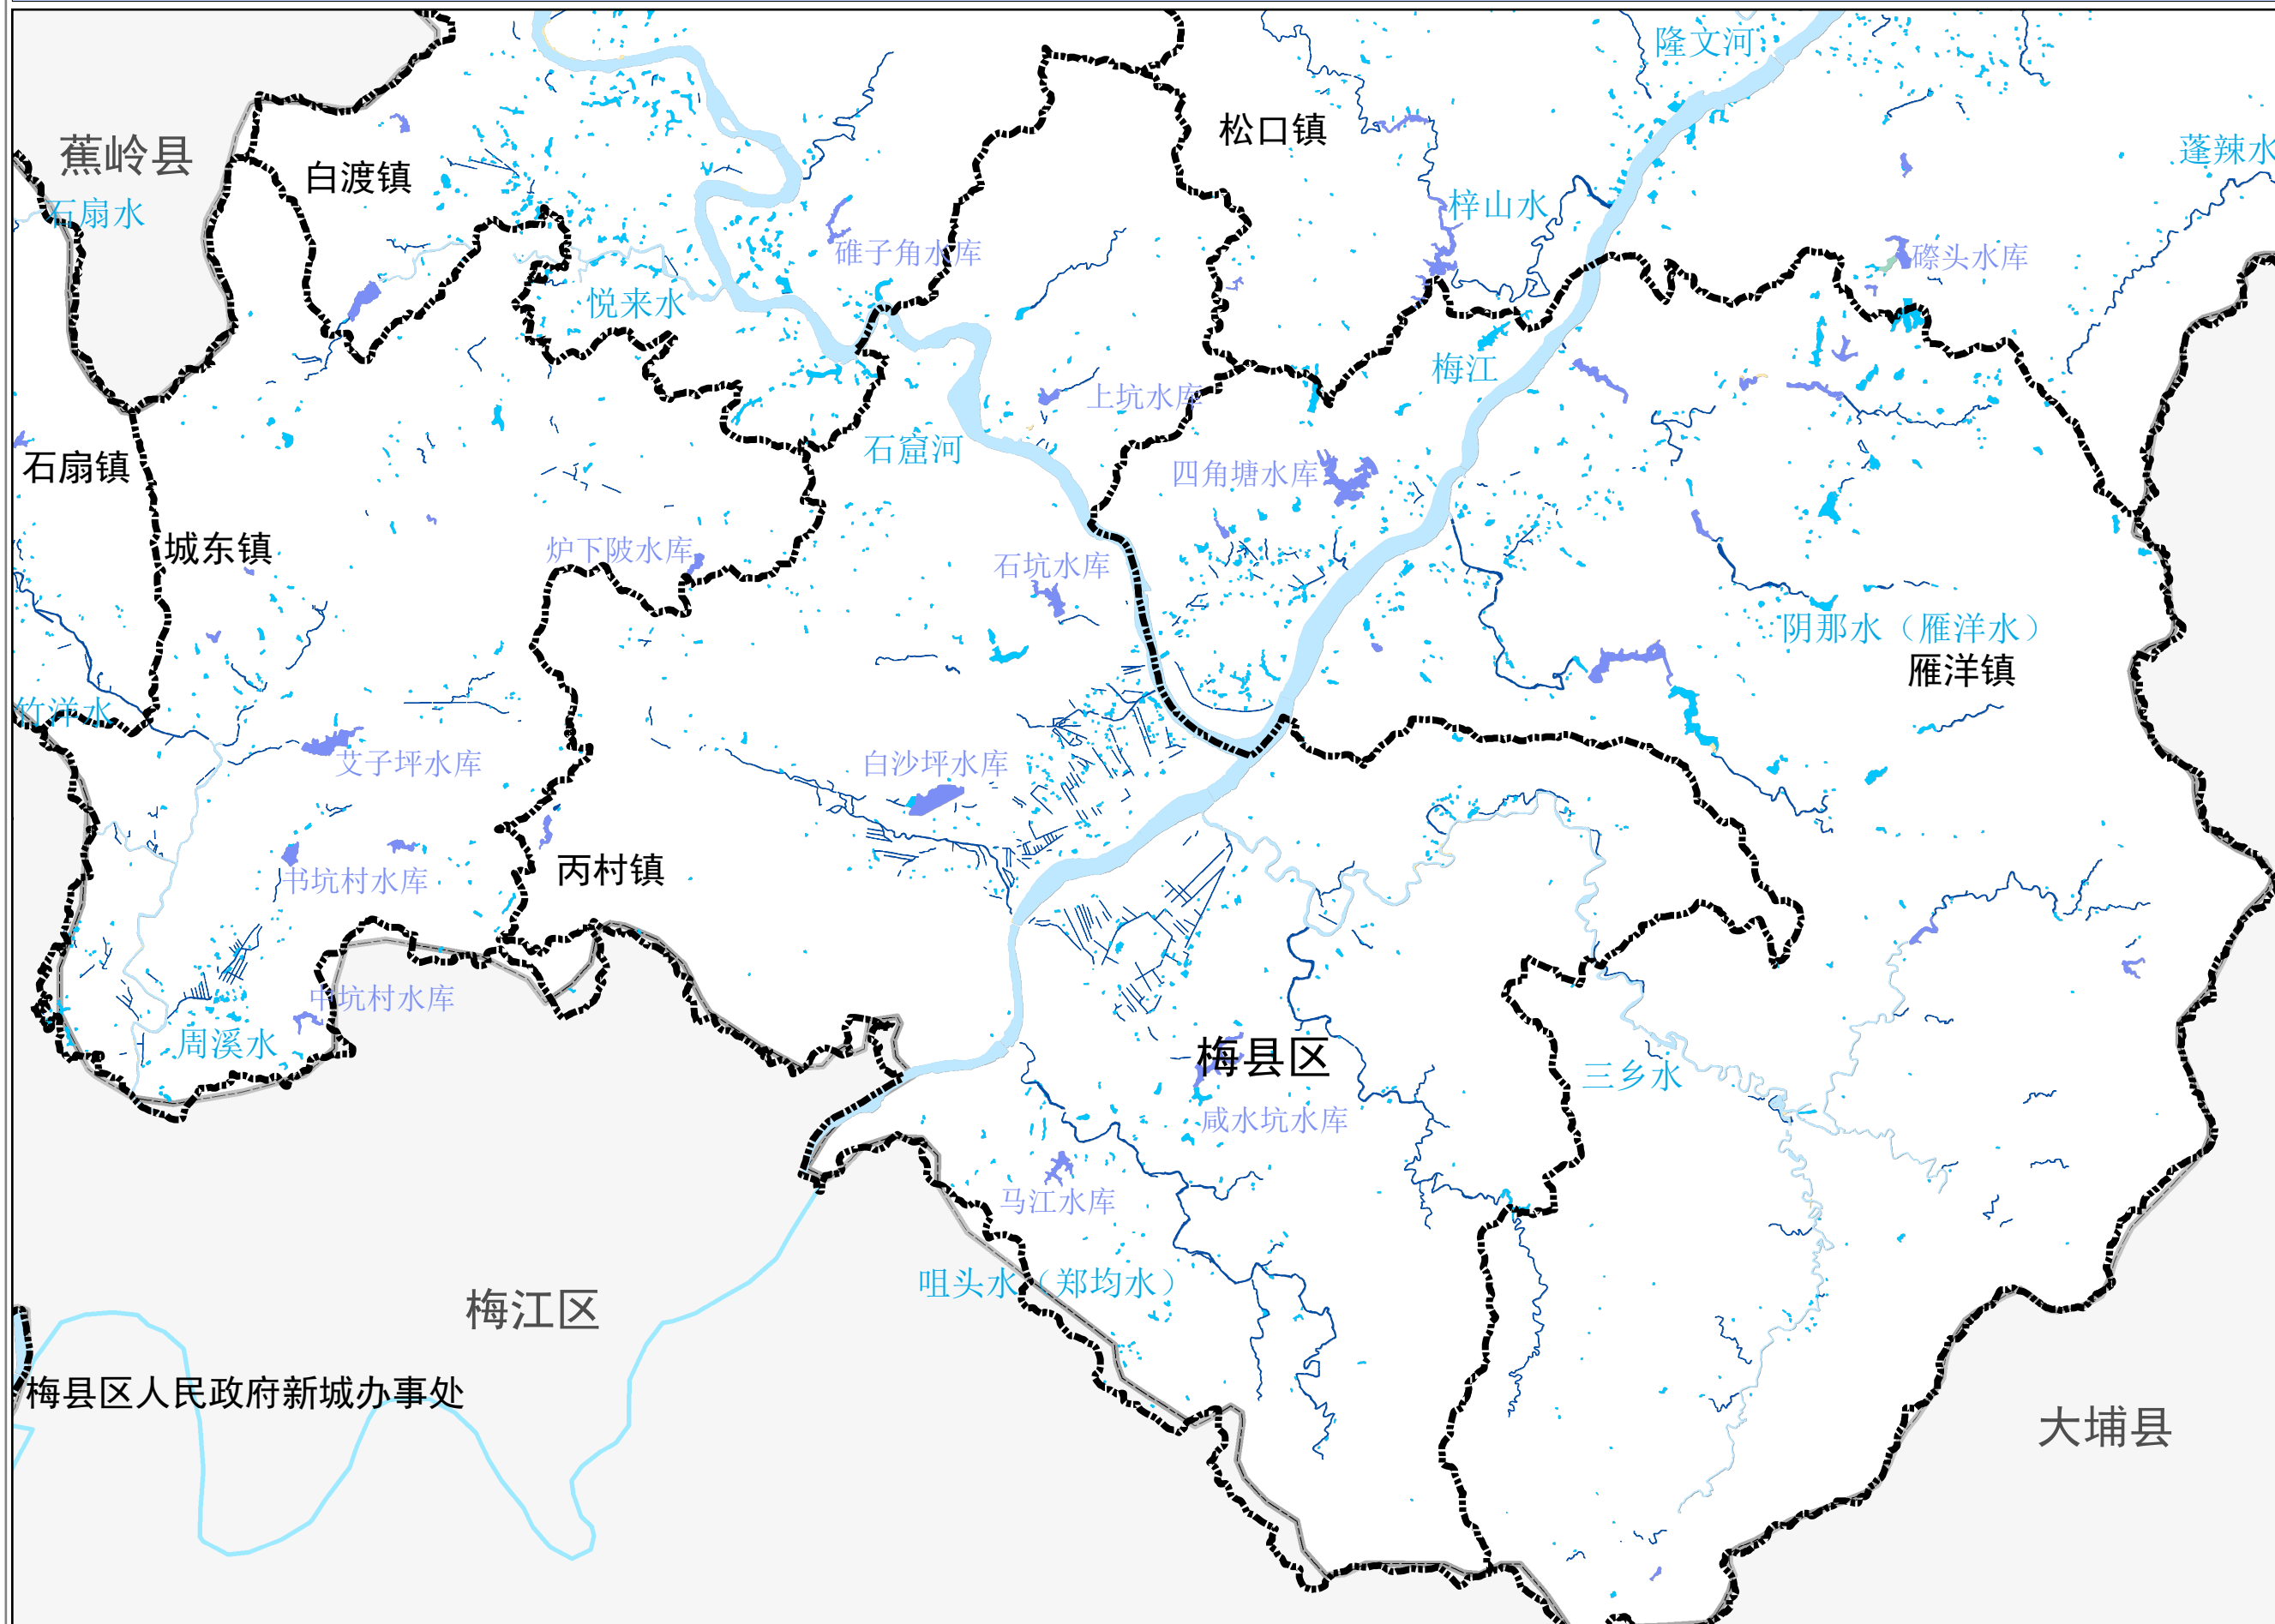 隆文河
松口镇
蕉岭县
蓬辣水
白渡镇
石扇水
梓山水
碓子角水库
磜头水库
悦来水
梅江
上坑水库
石窟河
石扇镇
四角塘水库
城东镇
炉下陂水库
石坑水库
阴那水（雁洋水）
雁洋镇
竹洋水
艾子坪水库
白沙坪水库
丙村镇
书坑村水库
中坑村水库
周溪水
梅县区
三乡水
咸水坑水库
马江水库
咀头水（郑均水）
梅江区
梅县区人民政府新城办事处
大埔县